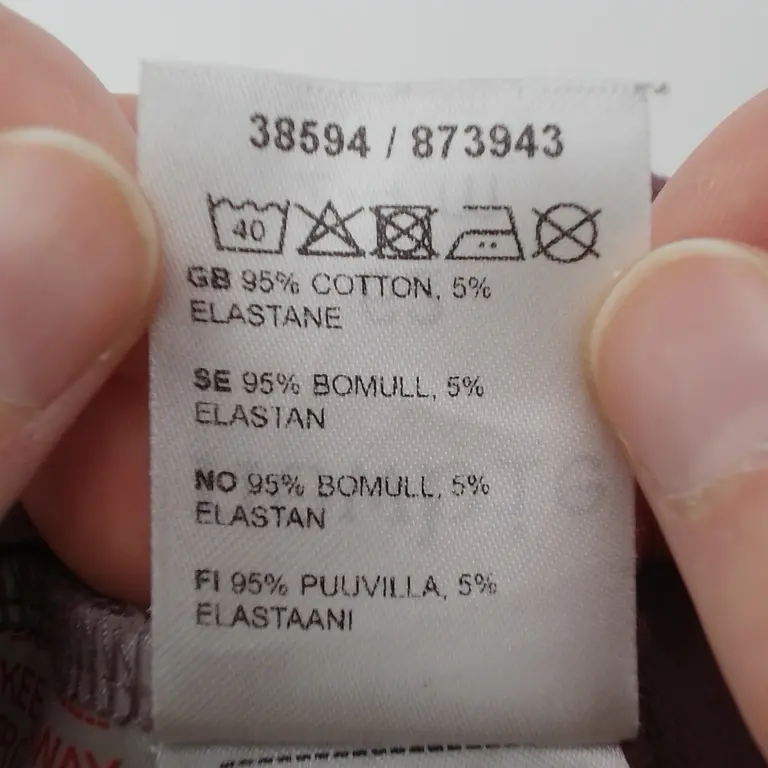 38594 / 873943
40
GB 95% COTTON, 5%
ELASTANE
SE 95% BOMULL, 5%
ELASTAN
NO 95% BOMULL, 5%
ELASTAN
FI 95% PUUVILLA, 5%
ELASTAANI